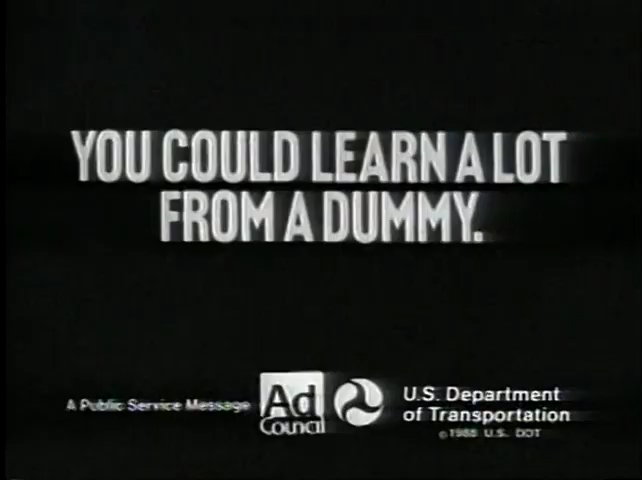 YOU COULD LEARN A LOT
FROM A DUMMY.
A Public Service Message
Ad
Council
U.S. Department
of Transportation
© 1988 U.S. DOT